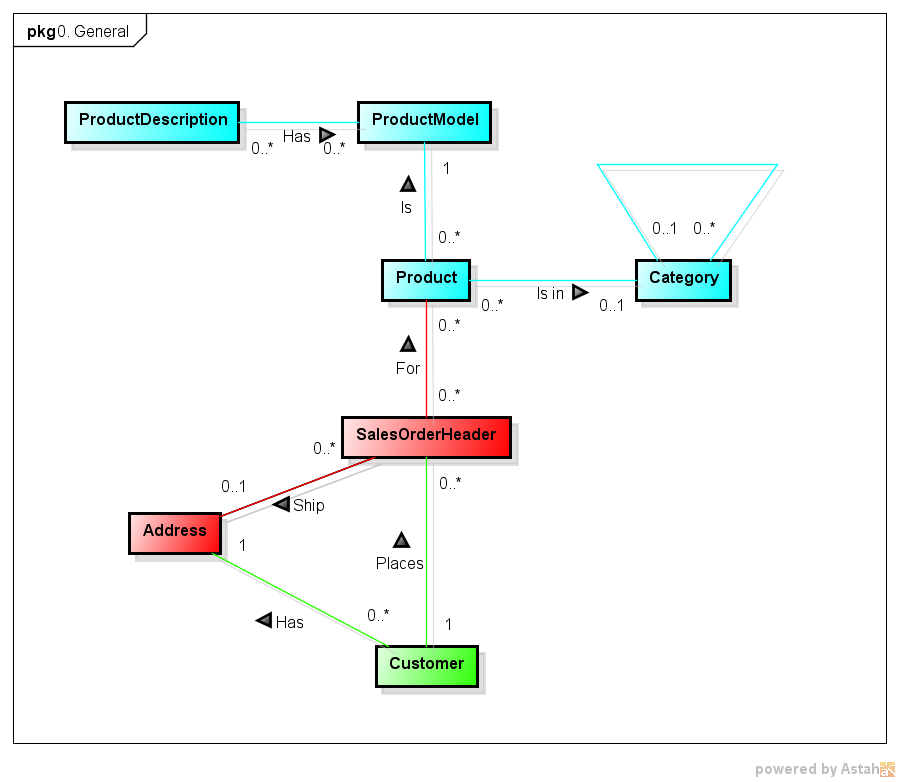 pkg 0. General
ProductDescription
ProductModel
Has
0..*
0..*
1
Is
0..*
0..1
0..*
Product
Category
Is in
0..*
0..1
0..*
For
0..*
SalesOrderHeader
0..*
0..*
0..1
Ship
Address
1
Places
Has
0..*
1
Customer
powered by Astah